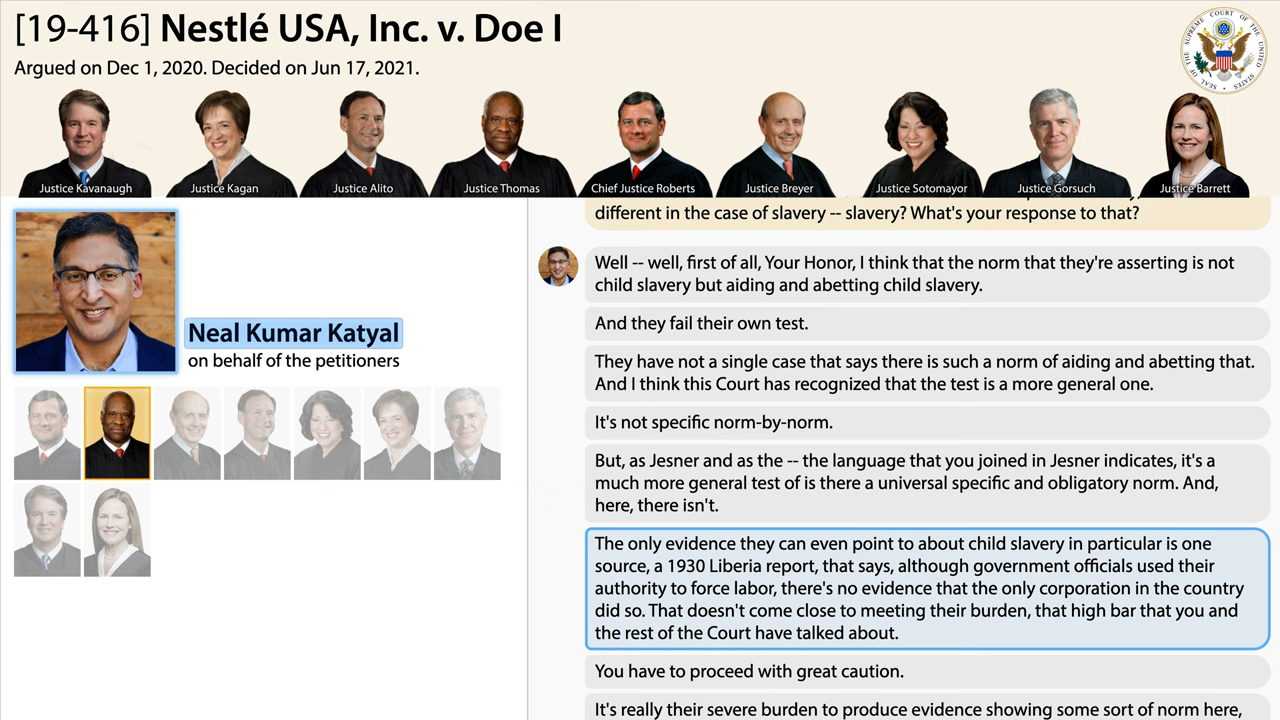 [19-416] Nestlé USA, Inc. v. Doe I
Argued on Dec 1, 2020. Decided on Jun 17, 2021.
SUPREME COURT OF THE UNITED STATES
SEAL OF THE
Justice Kavanaugh
Justice Kagan
Justice Alito
Justice Thomas
Chief Justice Roberts
Justice Breyer
Justice Sotomayor
Justice Gorsuch
Justice Barrett
Neal Kumar Katyal
on behalf of the petitioners
different in the case of slavery -- slavery? What's your response to that?
Well -- well, first of all, Your Honor, I think that the norm that they're asserting is not
child slavery but aiding and abetting child slavery.
And they fail their own test.
They have not a single case that says there is such a norm of aiding and abetting that.
And I think this Court has recognized that the test is a more general one.
It's not specific norm-by-norm.
But, as Jesner and as the -- the language that you joined in Jesner indicates, it's a
much more general test of is there a universal specific and obligatory norm. And,
here, there isn't.
The only evidence they can even point to about child slavery in particular is one
source, a 1930 Liberia report, that says, although government officials used their
authority to force labor, there's no evidence that the only corporation in the country
did so. That doesn't come close to meeting their burden, that high bar that you and
the rest of the Court have talked about.
You have to proceed with great caution.
It's really their severe burden to produce evidence showing some sort of norm here,